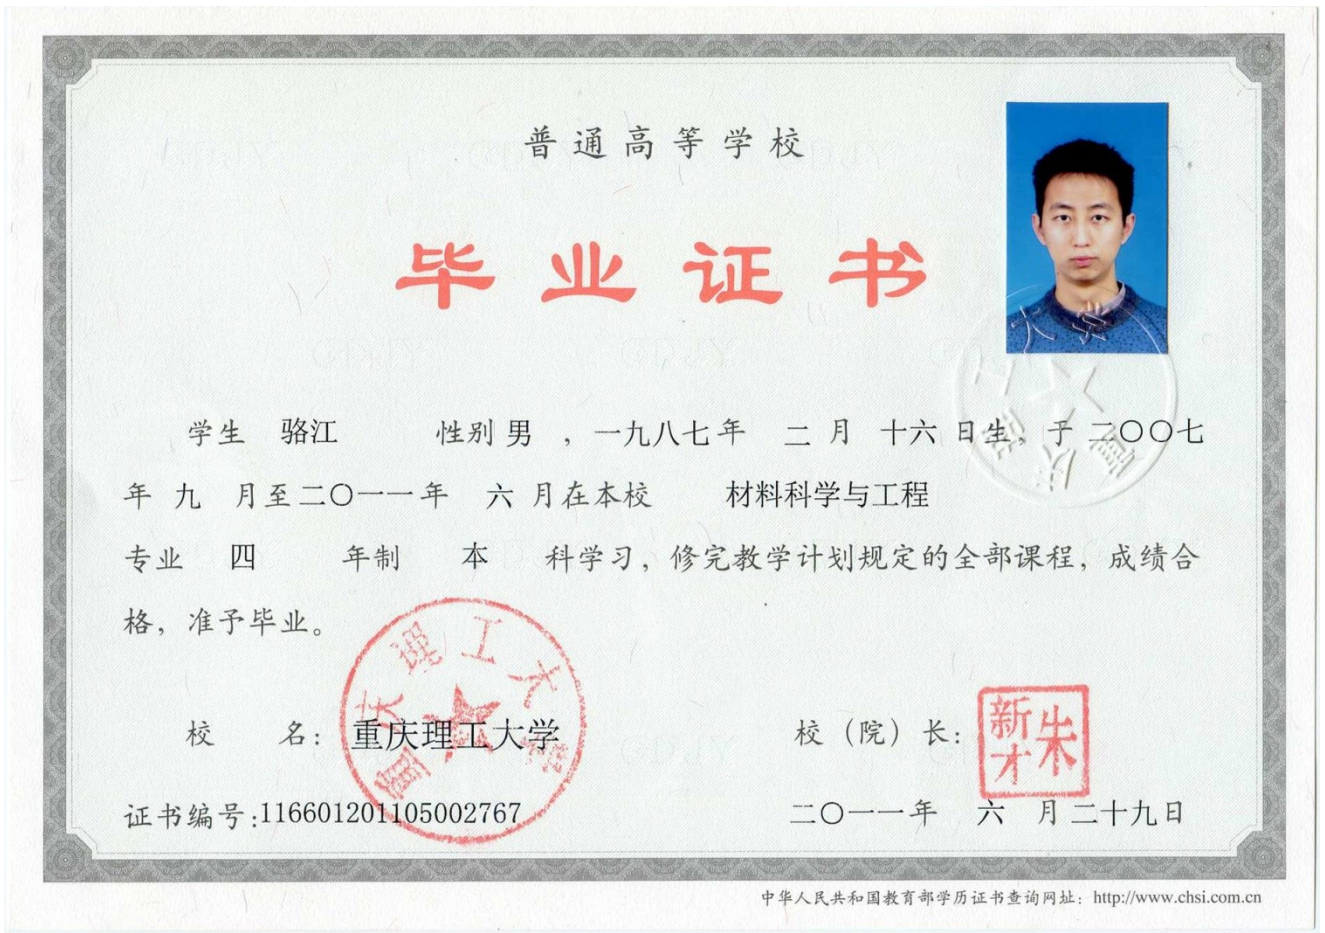 普通高等学校
毕业证书
学生 骆江 性别 男 ，一九八七年 二 月 十六 日生，于 二〇〇七
年 九 月至 二〇一一年 六 月在本校 材料科学与工程
专业 四 年制 本 科学习，修完教学计划规定的全部课程，成绩合
格，准予毕业。
重庆理工大学
校 名：重庆理工大学
校（院）长：
朱新才
证书编号:116601201105002767
二〇一一年 六 月 二十九日
中华人民共和国教育部学历证书查询网址：http://www.chsi.com.cn